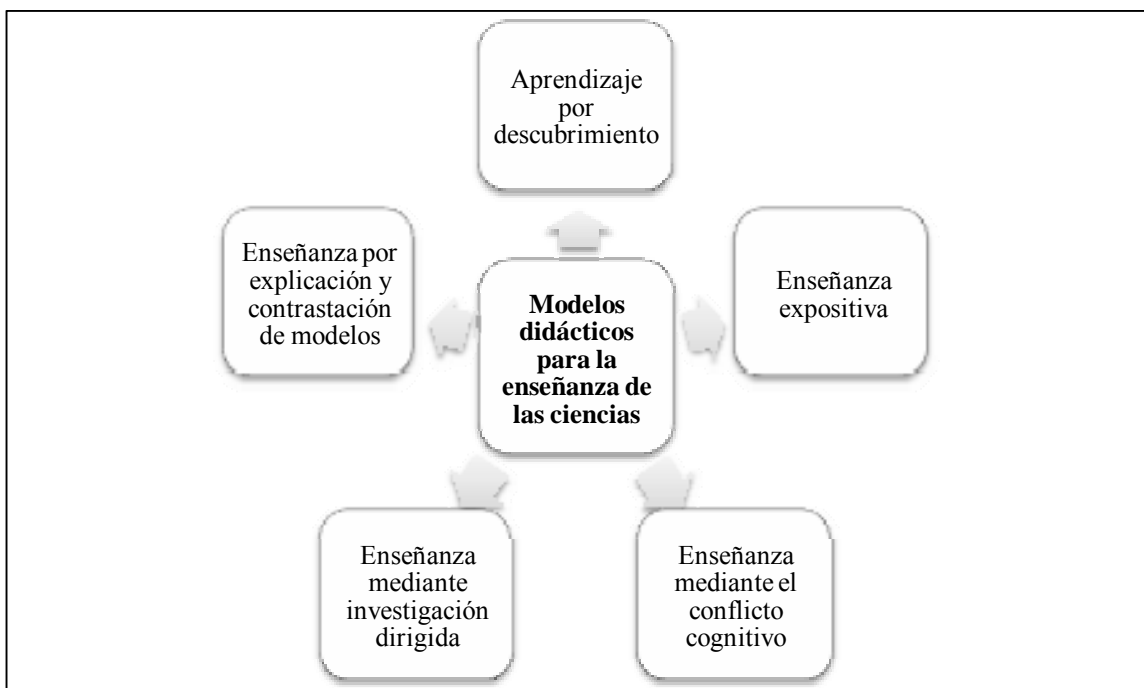 Aprendizaje
por
descubrimiento
Enseñanza por
explicación y
contrastación
de modelos
Modelos
didácticos
para la
enseñanza de
las ciencias
Enseñanza
expositiva
Enseñanza
mediante
investigación
dirigida
Enseñanza
mediante el
conflicto
cognitivo